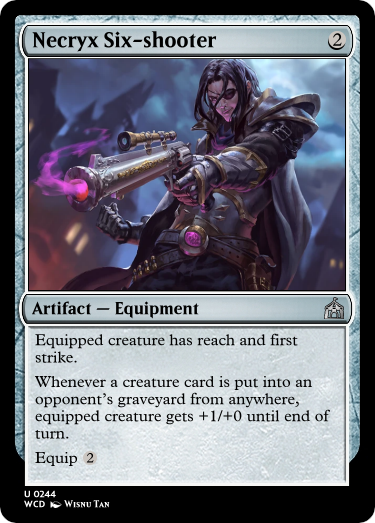 Necryx Six-shooter 2
Artifact — Equipment
Equipped creature has reach and first
strike.
Whenever a creature card is put into an
opponent's graveyard from anywhere,
equipped creature gets +1/+0 until end of
turn.
Equip 2
U 0244
WCD Wisnu Tan